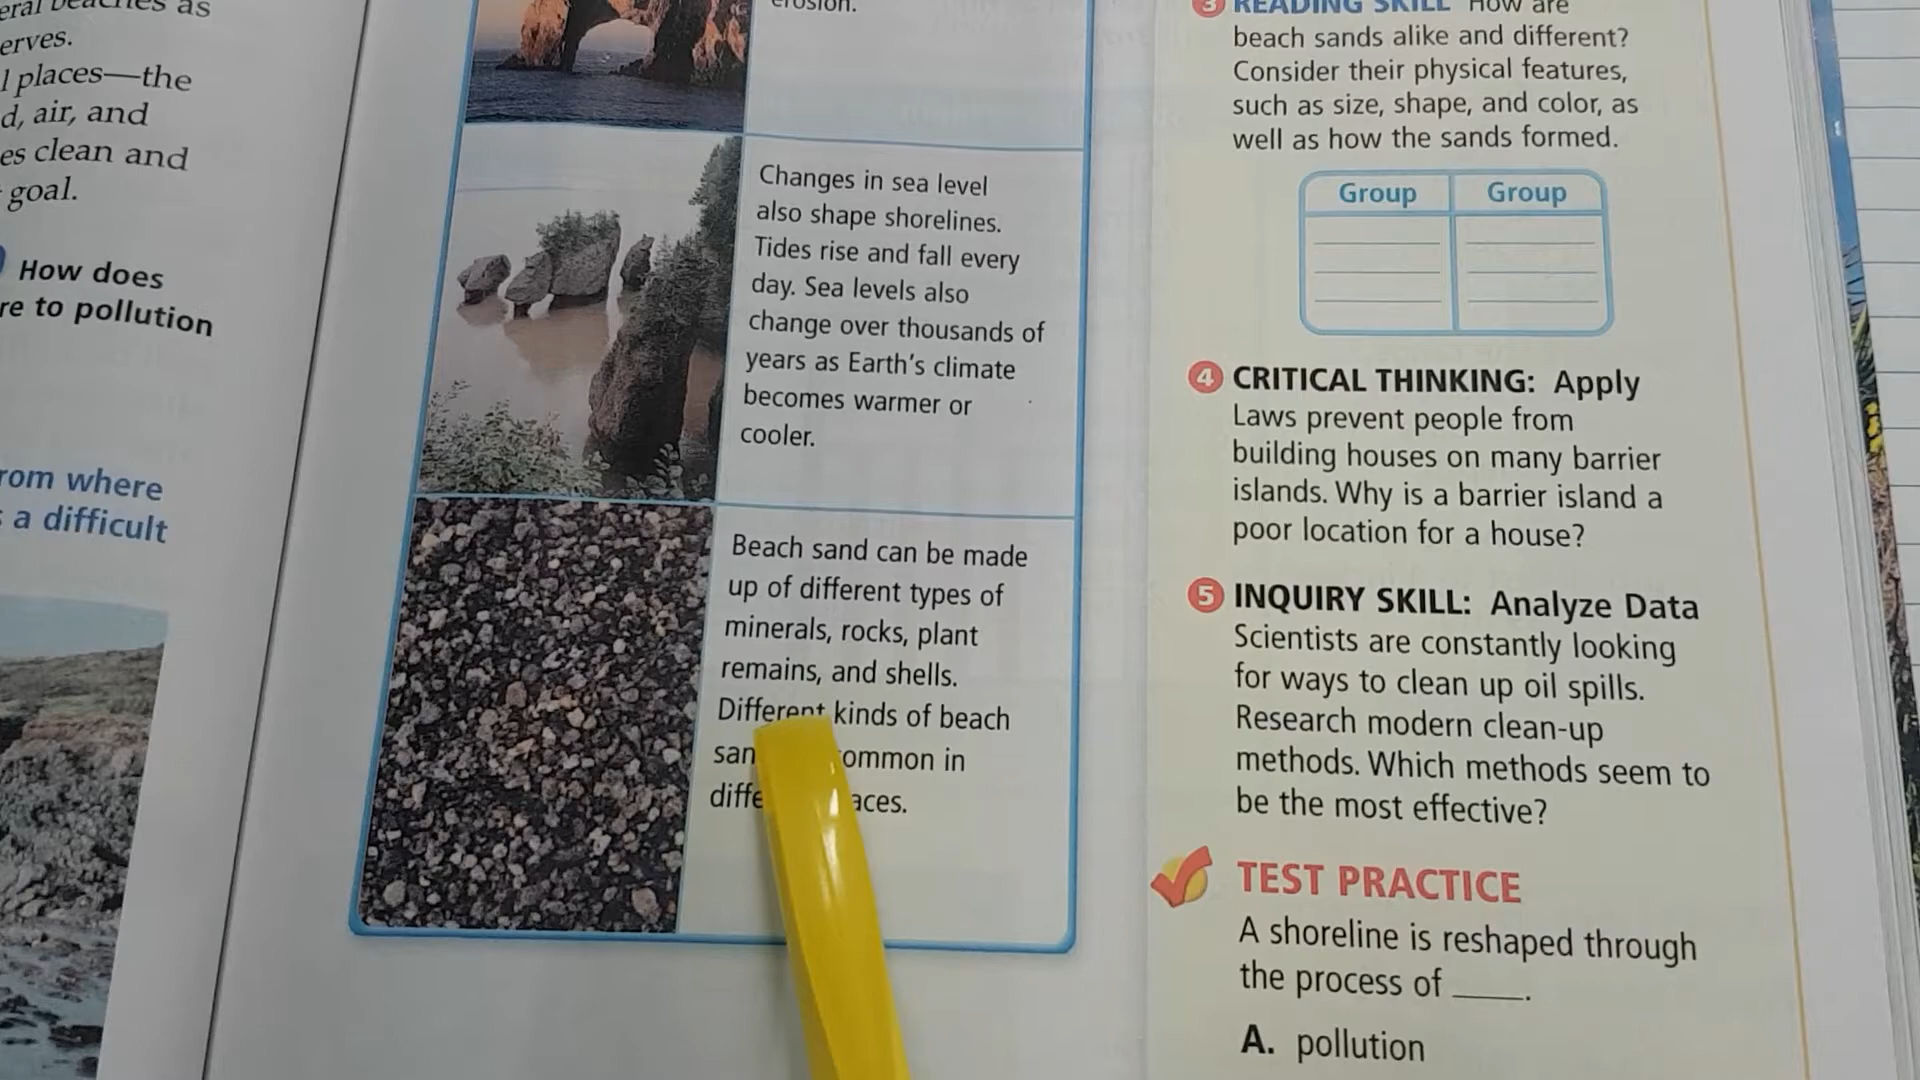 beaches as
erves.
places—the
d, air, and
es clean and
goal.
How does
re to pollution
rom where
a difficult
erosion.
Changes in sea level
also shape shorelines.
Tides rise and fall every
day. Sea levels also
change over thousands of
years as Earth's climate
becomes warmer or
cooler.
Beach sand can be made
up of different types of
minerals, rocks, plant
remains, and shells.
Different kinds of beach
san ommon in
diffe aces.
3 READING SKILL How are
beach sands alike and different?
Consider their physical features,
such as size, shape, and color, as
well as how the sands formed.
Group Group
4 CRITICAL THINKING: Apply
Laws prevent people from
building houses on many barrier
islands. Why is a barrier island a
poor location for a house?
5 INQUIRY SKILL: Analyze Data
Scientists are constantly looking
for ways to clean up oil spills.
Research modern clean-up
methods. Which methods seem to
be the most effective?
TEST PRACTICE
A shoreline is reshaped through
the process of ____.
A. pollution